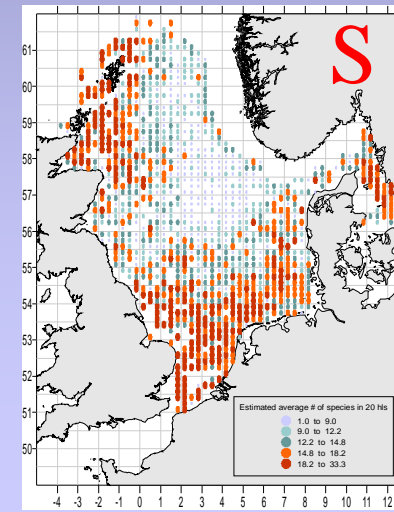 S
61
60
59
58
57
56
55
54
53
52
51
50
Estimated average # of species in 20 hls
1.0 to 9.0
9.0 to 12.2
12.2 to 14.8
14.8 to 18.2
18.2 to 33.3
-4 -3 -2 -1 0 1 2 3 4 5 6 7 8 9 10 11 12